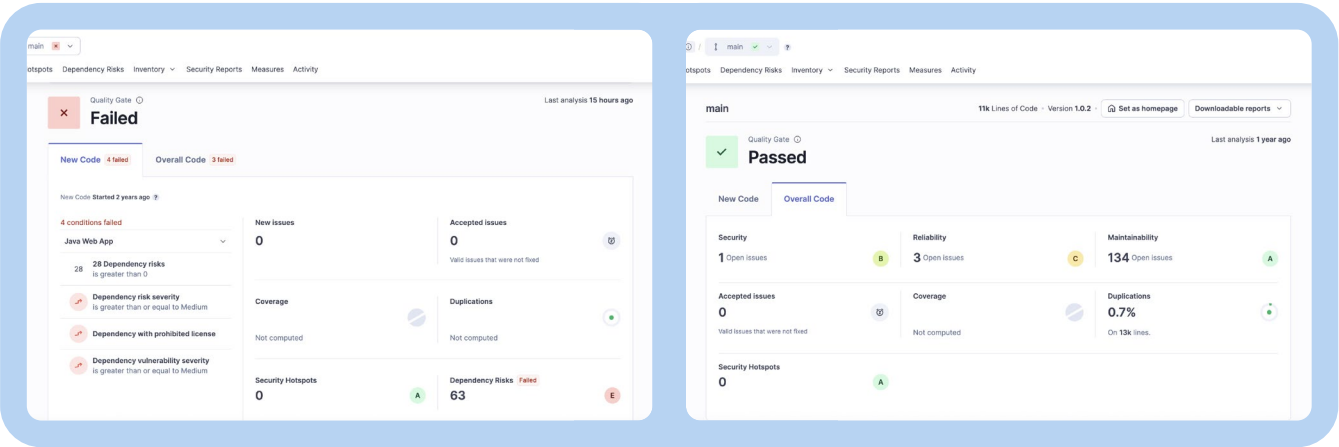 main
otspots Dependency Risks Inventory Security Reports Measures Activity
Quality Gate
Failed
Last analysis 15 hours ago
New Code 4 failed Overall Code 3 failed
New Code Started 2 years ago ?
4 conditions failed
Java Web App
28
28 Dependency risks
is greater than 0
Dependency risk severity
is greater than or equal to Medium
Dependency with prohibited license
Dependency vulnerability severity
is greater than or equal to Medium
New issues
0
Accepted issues
0
Valid issues that were not fixed
Coverage
Not computed
Duplications
Not computed
Security Hotspots
0
A
Dependency Risks Failed
63
E
/ main ?
otspots Dependency Risks Inventory Security Reports Measures Activity
main
11k Lines of Code · Version 1.0.2 · Set as homepage Downloadable reports
Quality Gate
Passed
Last analysis 1 year ago
New Code Overall Code
Security
1 Open issues
B
Reliability
3 Open issues
C
Maintainability
134 Open issues
A
Accepted issues
0
Valid issues that were not fixed
Coverage
Not computed
Duplications
0.7%
On 13k lines.
Security Hotspots
0
A